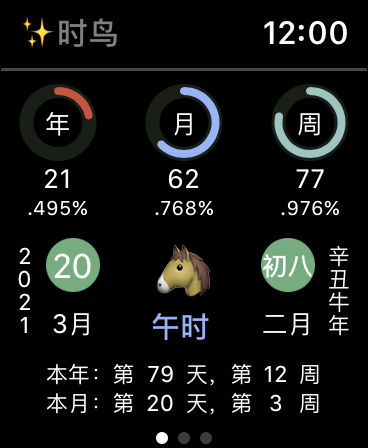 ✨时鸟 12:00
年 月 周
21 62 77
.495% .768% .976%
2021 20 🐴 初八 辛丑牛年
3月 午时 二月
本年：第 79 天，第 12 周
本月：第 20 天，第 3 周